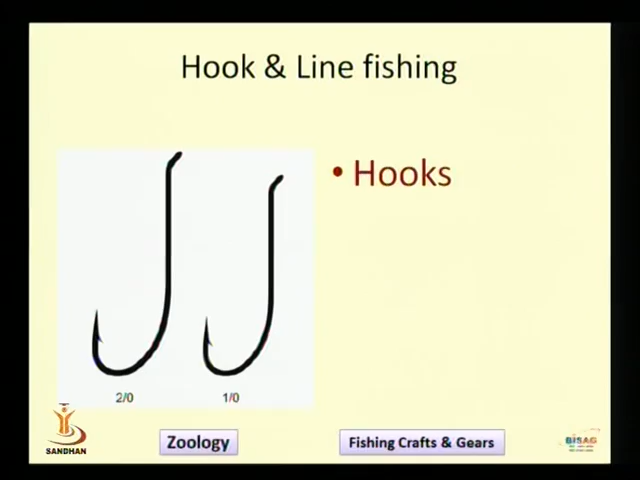 Hook & Line fishing
• Hooks
2/0
1/0
SANDHAN
Zoology
Fishing Crafts & Gears
BISAG